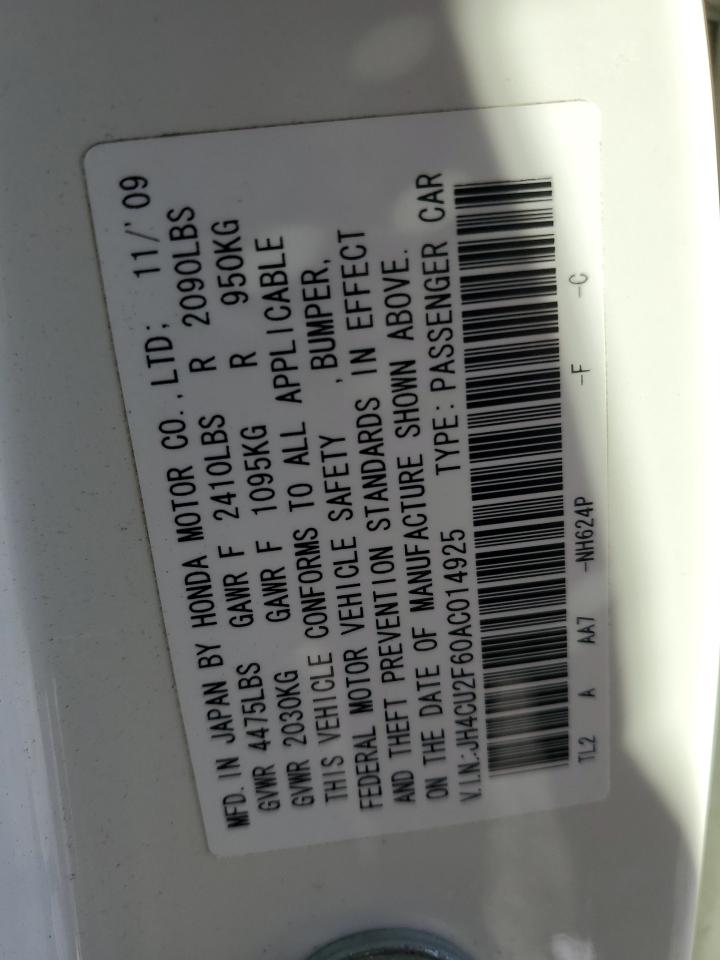 MFD. IN JAPAN BY HONDA MOTOR CO., LTD; 11/'09
GVWR 4475LBS GAWR F 2410LBS R 2090LBS
GVWR 2030KG GAWR F 1095KG R 950KG
THIS VEHICLE CONFORMS TO ALL APPLICABLE
FEDERAL MOTOR VEHICLE SAFETY , BUMPER,
AND THEFT PREVENTION STANDARDS IN EFFECT
ON THE DATE OF MANUFACTURE SHOWN ABOVE.
V.I.N:JH4CU2F60AC014925 TYPE: PASSENGER CAR
TL2 A AA7 -NH624P -F -C